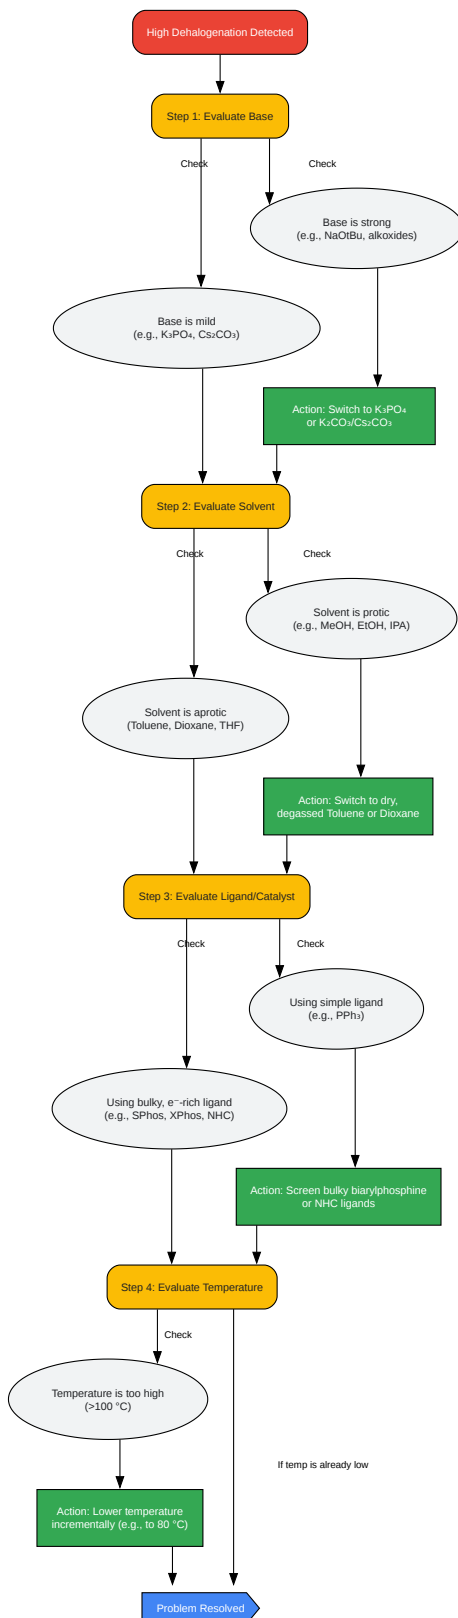 High Dehalogenation Detected
Step 1: Evaluate Base
Check
Check
Base is strong
(e.g., NaOtBu, alkoxides)
Base is mild
(e.g., K₃PO₄, Cs₂CO₃)
Action: Switch to K₃PO₄
or K₂CO₃/Cs₂CO₃
Step 2: Evaluate Solvent
Check
Check
Solvent is protic
(e.g., MeOH, EtOH, IPA)
Solvent is aprotic
(Toluene, Dioxane, THF)
Action: Switch to dry,
degassed Toluene or Dioxane
Step 3: Evaluate Ligand/Catalyst
Check
Check
Using simple ligand
(e.g., PPh₃)
Using bulky, e⁻-rich ligand
(e.g., SPhos, XPhos, NHC)
Action: Screen bulky biarylphosphine
or NHC ligands
Step 4: Evaluate Temperature
Check
Temperature is too high
(>100 °C)
If temp is already low
Action: Lower temperature
incrementally (e.g., to 80 °C)
Problem Resolved